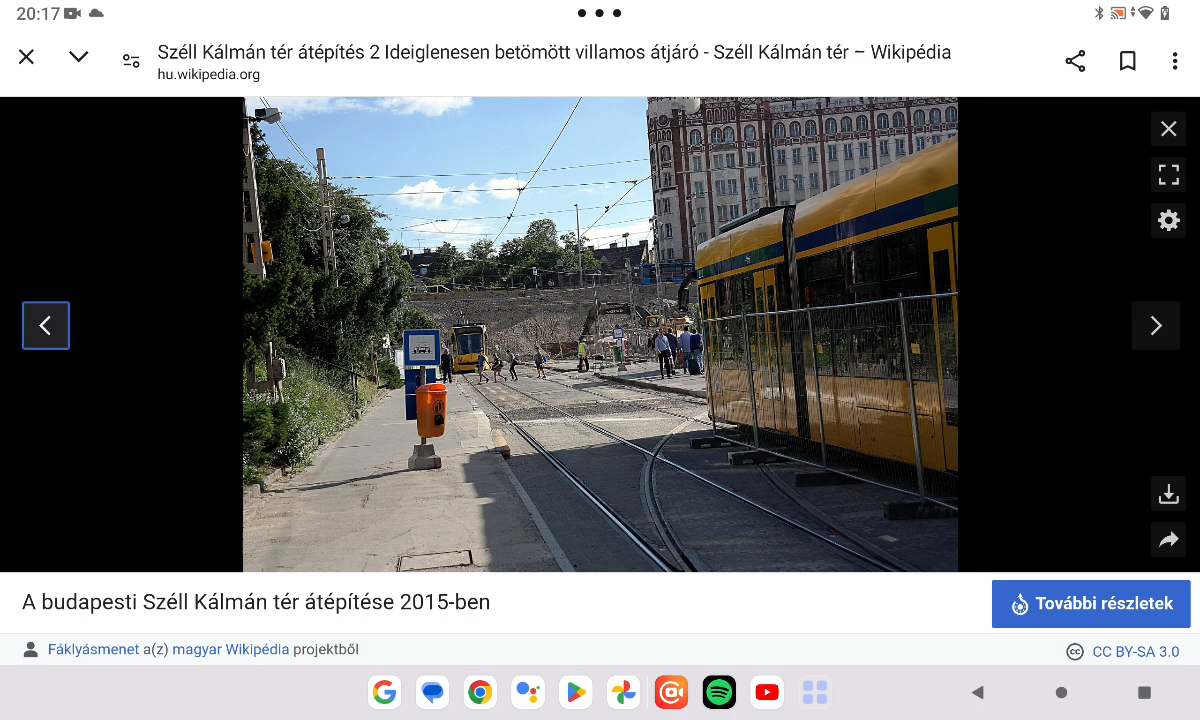 20:17
Széll Kálmán tér átépítés 2 Ideiglenesen betömött villamos átjáró - Széll Kálmán tér – Wikipédia
hu.wikipedia.org
A budapesti Széll Kálmán tér átépítése 2015-ben
További részletek
Fáklyásmenet a(z) magyar Wikipédia projektből
CC BY-SA 3.0